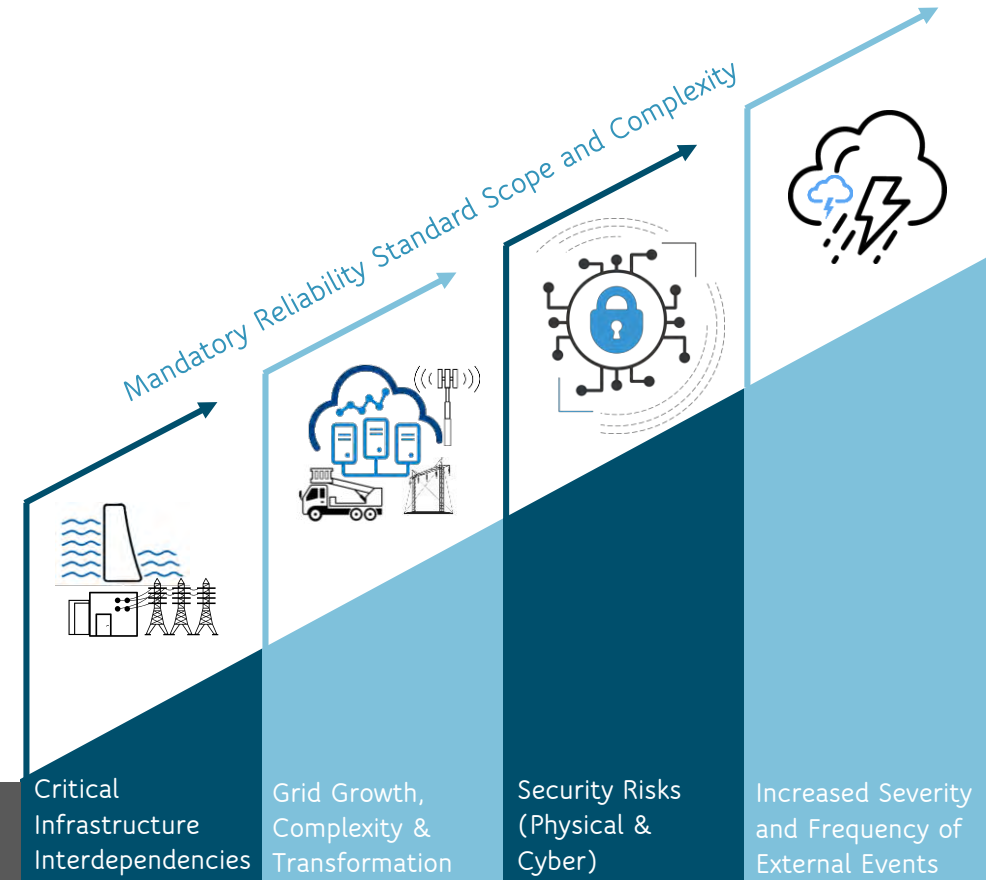 Mandatory Reliability Standard Scope and Complexity
Critical
Infrastructure
Interdependencies
Grid Growth,
Complexity &
Transformation
Security Risks
(Physical &
Cyber)
Increased Severity
and Frequency of
External Events